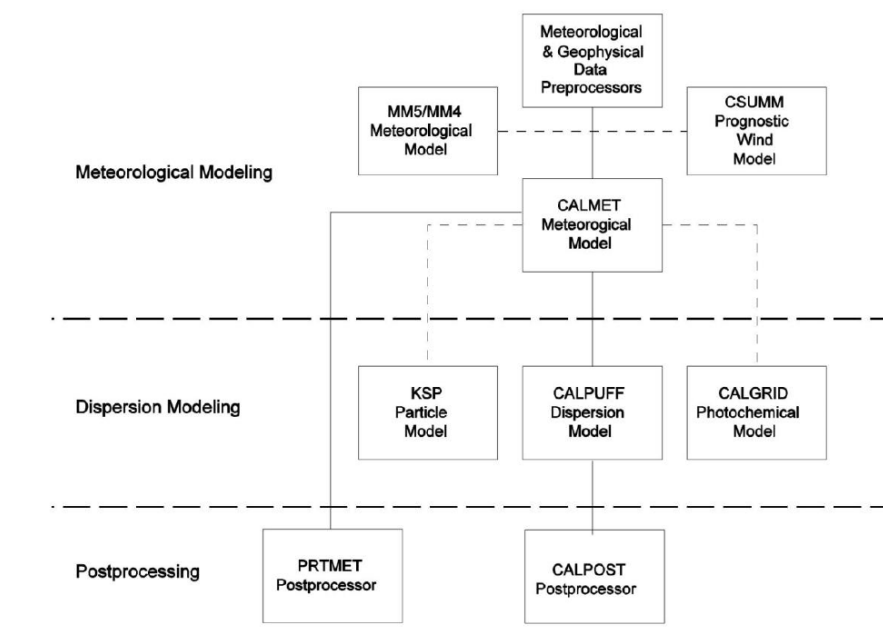 Meteorological
& Geophysical
Data
Preprocessors
MM5/MM4
Meteorological
Model
CSUMM
Prognostic
Wind
Model
Meteorological Modeling
CALMET
Meteorogical
Model
Dispersion Modeling
KSP
Particle
Model
CALPUFF
Dispersion
Model
CALGRID
Photochemical
Model
Postprocessing
PRTMET
Postprocessor
CALPOST
Postprocessor